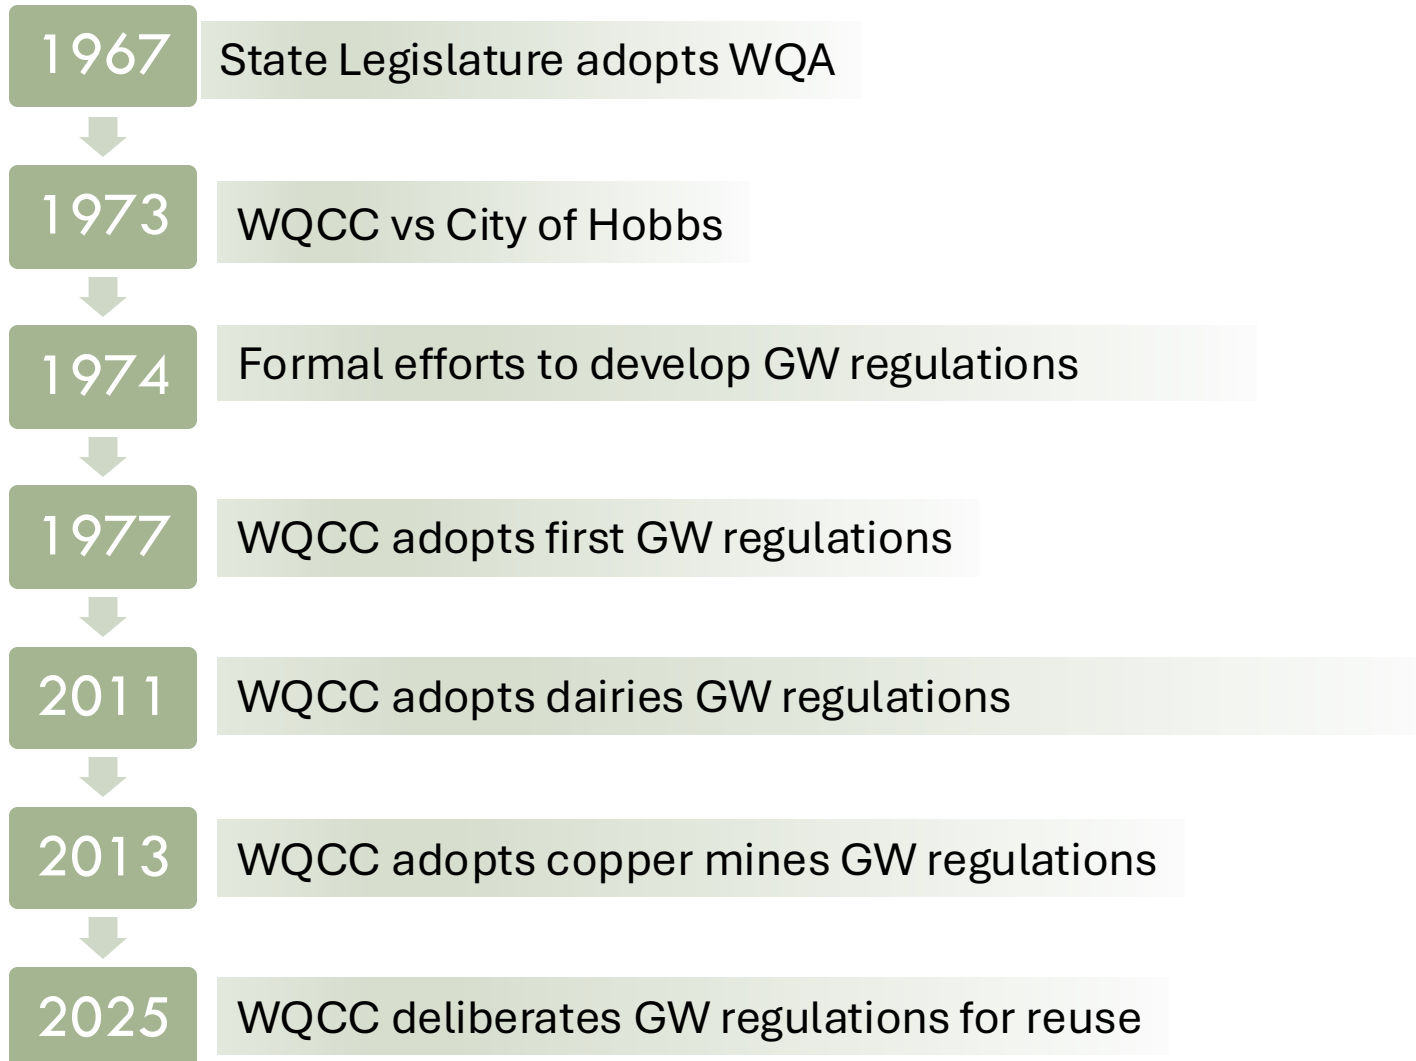 1967
State Legislature adopts WQA
1973
WQCC vs City of Hobbs
1974
Formal efforts to develop GW regulations
1977
WQCC adopts first GW regulations
2011
WQCC adopts dairies GW regulations
2013
WQCC adopts copper mines GW regulations
2025
WQCC deliberates GW regulations for reuse